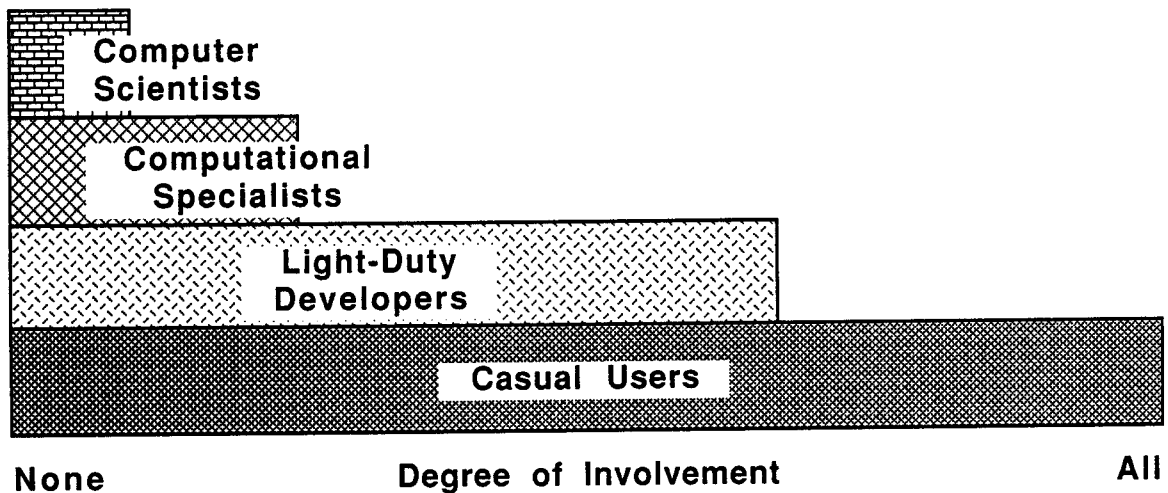 Computer
Scientists
Computational
Specialists
Light-Duty
Developers
Casual Users
None Degree of Involvement All